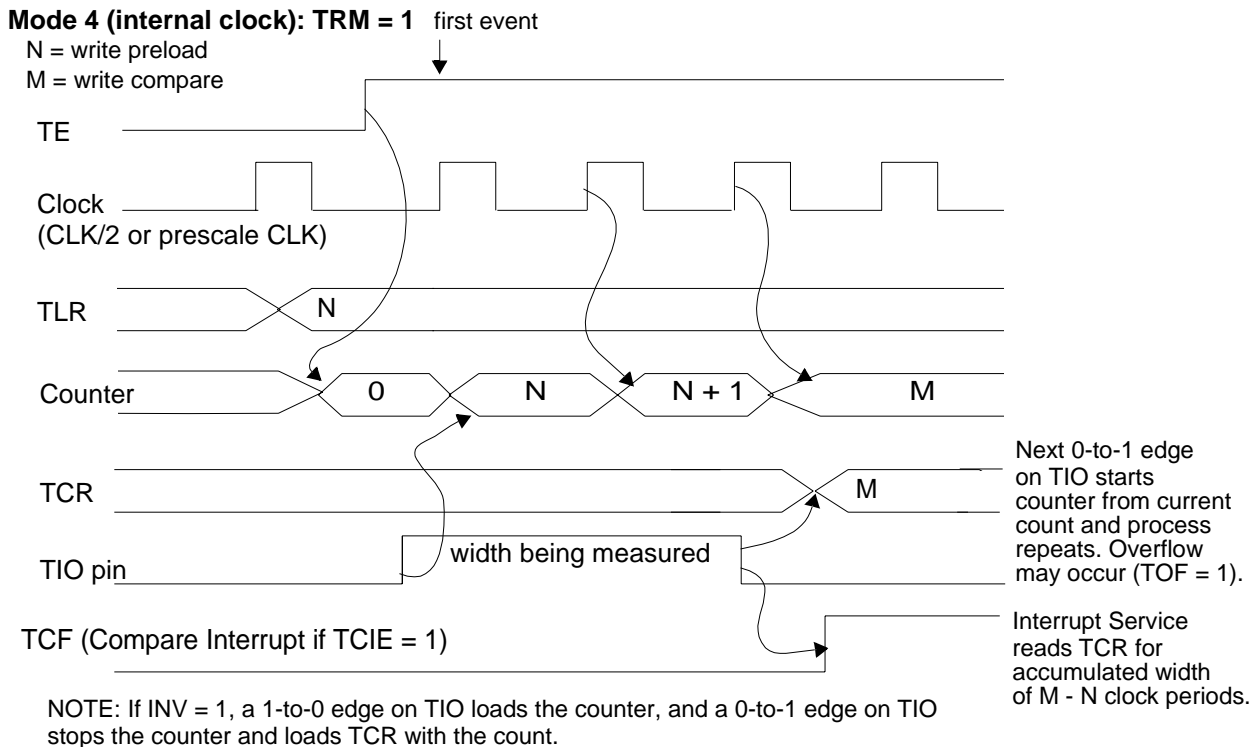 Mode 4 (internal clock): TRM = 1 first event
N = write preload
M = write compare
TE
Clock
(CLK/2 or prescale CLK)
TLR N
Counter 0 N N + 1 M
TCR M
TIO pin width being measured
Next 0-to-1 edge
on TIO starts
counter from current
count and process
repeats. Overflow
may occur (TOF = 1).
TCF (Compare Interrupt if TCIE = 1)
Interrupt Service
reads TCR for
accumulated width
of M - N clock periods.
NOTE: If INV = 1, a 1-to-0 edge on TIO loads the counter, and a 0-to-1 edge on TIO
stops the counter and loads TCR with the count.